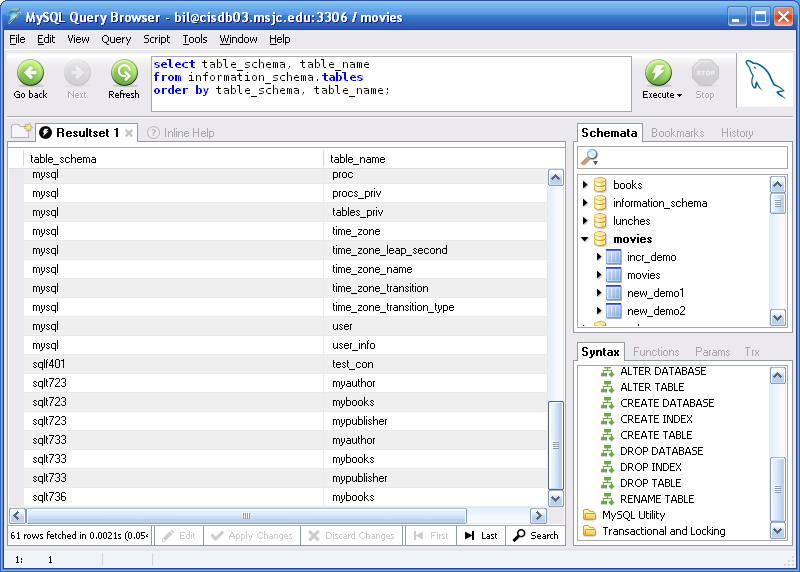 MySQL Query Browser - bil@cisdb03.msjc.edu:3306 / movies
File Edit View Query Script Tools Window Help
select table_schema, table_name
from information_schema.tables
order by table_schema, table_name;
Go back Next Refresh Execute STOP Stop
Resultset 1 Inline Help
table_schema table_name
mysql proc
mysql procs_priv
mysql tables_priv
mysql time_zone
mysql time_zone_leap_second
mysql time_zone_name
mysql time_zone_transition
mysql time_zone_transition_type
mysql user
mysql user_info
sqlf401 test_con
sqlt723 myauthor
sqlt723 mybooks
sqlt723 mypublisher
sqlt733 myauthor
sqlt733 mybooks
sqlt733 mypublisher
sqlt736 mybooks
61 rows fetched in 0.0021s (0.054 Edit Apply Changes Discard Changes First Last Search
1: 1
Schemata Bookmarks History
books
information_schema
lunches
movies
incr_demo
movies
new_demo1
new_demo2
Syntax Functions Params Trx
ALTER DATABASE
ALTER TABLE
CREATE DATABASE
CREATE INDEX
CREATE TABLE
DROP DATABASE
DROP INDEX
DROP TABLE
RENAME TABLE
MySQL Utility
Transactional and Locking